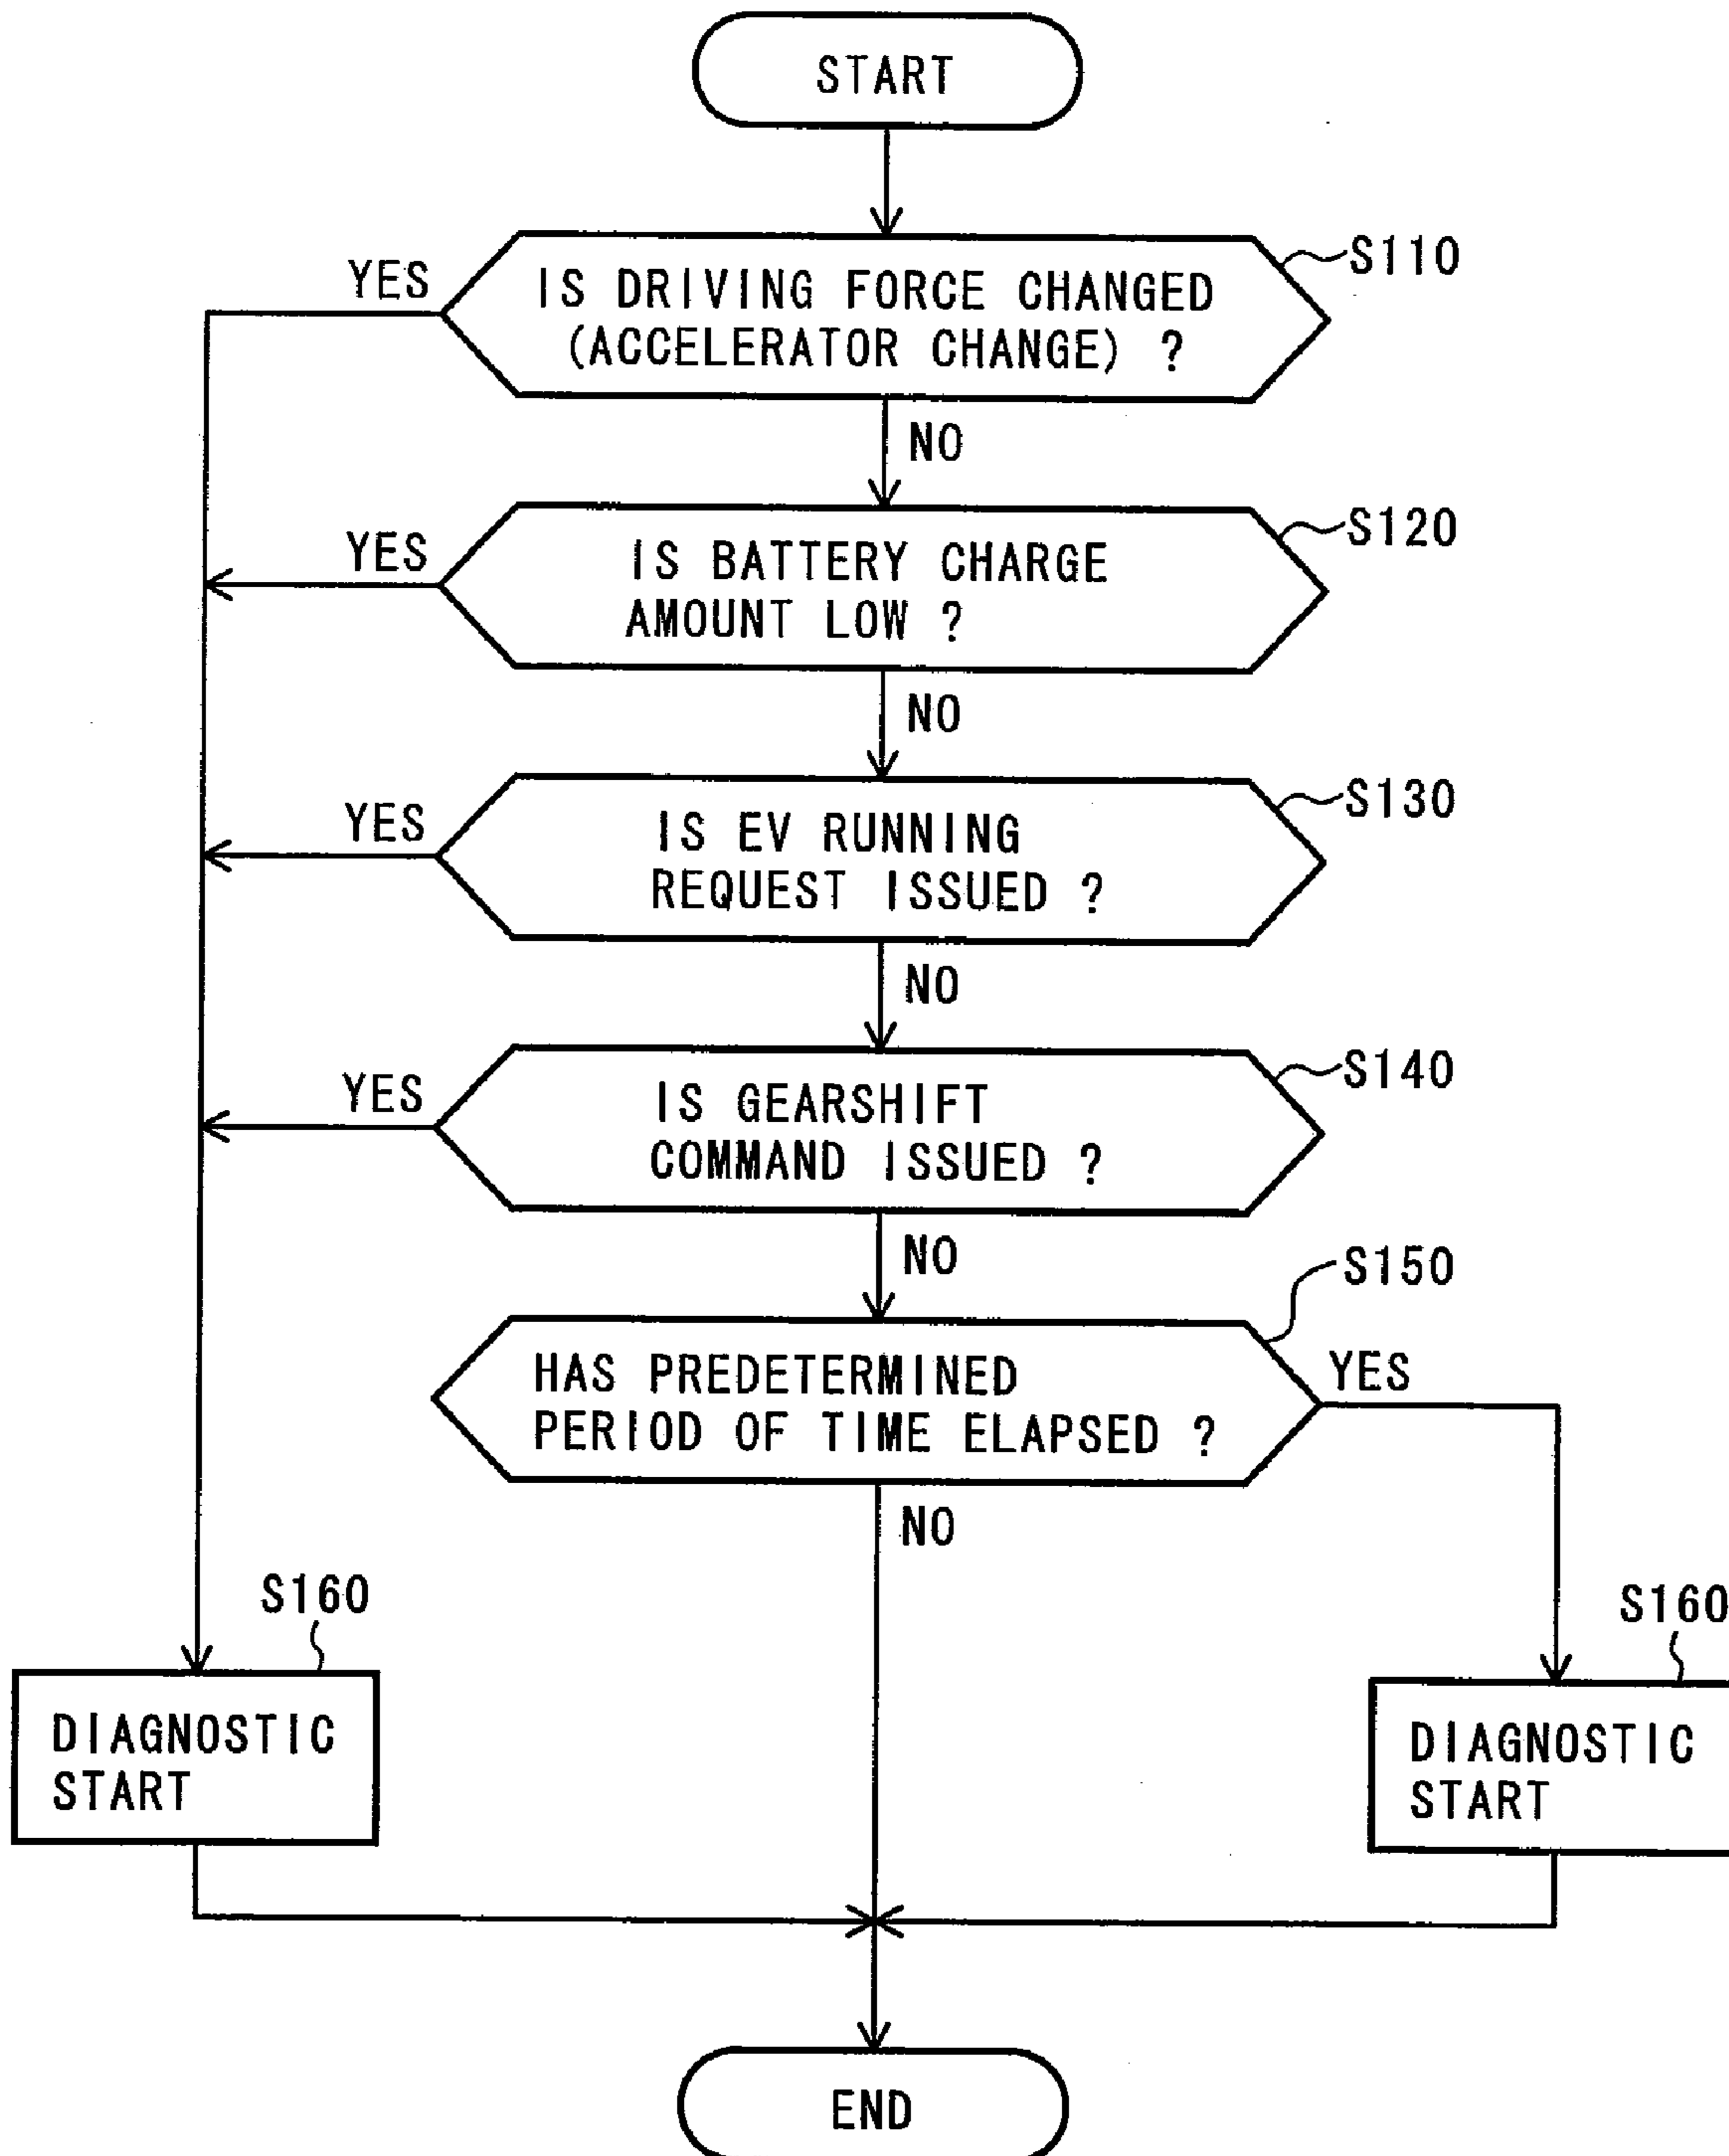 START
S110
YES
IS DRIVING FORCE CHANGED
(ACCELERATOR CHANGE) ?
NO
S120
YES
IS BATTERY CHARGE
AMOUNT LOW ?
NO
S130
YES
IS EV RUNNING
REQUEST ISSUED ?
NO
S140
YES
IS GEARSHIFT
COMMAND ISSUED ?
NO
S150
HAS PREDETERMINED
PERIOD OF TIME ELAPSED ?
YES
NO
S160
DIAGNOSTIC
START
S160
DIAGNOSTIC
START
END